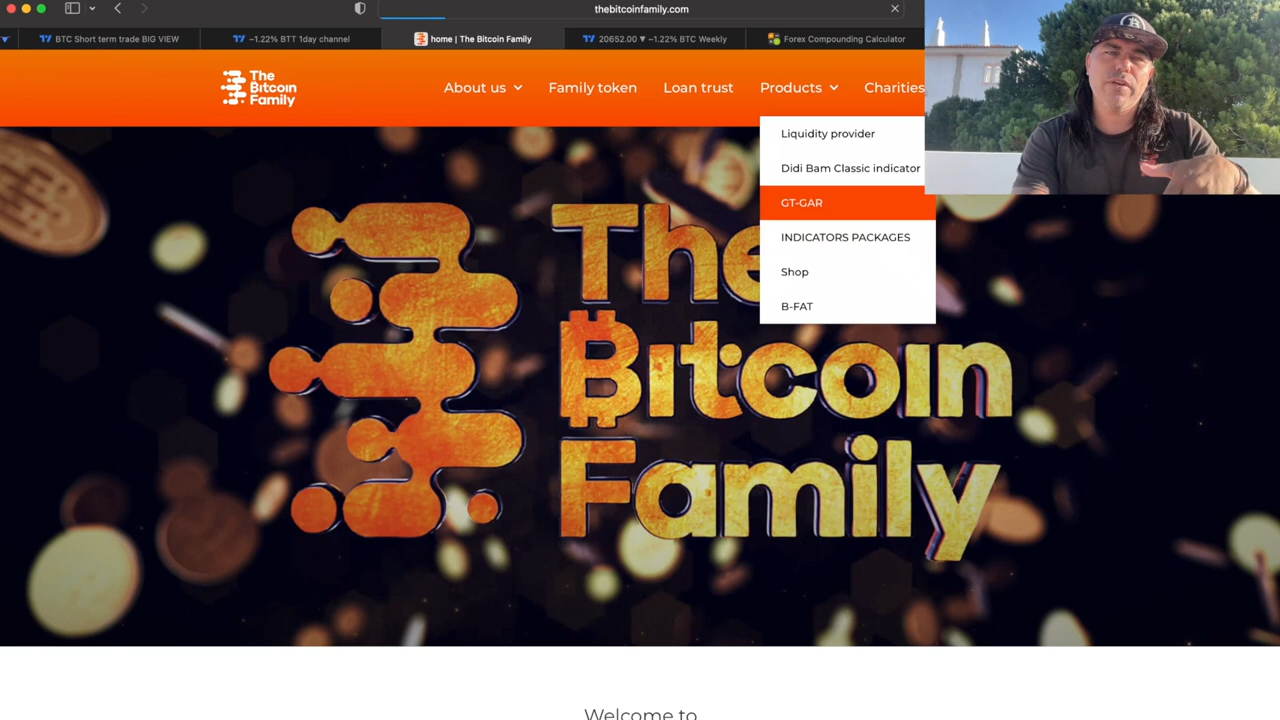 thebitcoinfamily.com
BTC Short term trade BIG VIEW
−1.22% BTT 1day channel
home | The Bitcoin Family
20652.00 ▼ −1.22% BTC Weekly
Forex Compounding Calculator
The
Bitcoin
Family
About us
Family token
Loan trust
Products
Charities
Liquidity provider
Didi Bam Classic indicator
GT-GAR
INDICATORS PACKAGES
Shop
B-FAT
The
Bitcoin
Family
Welcome to